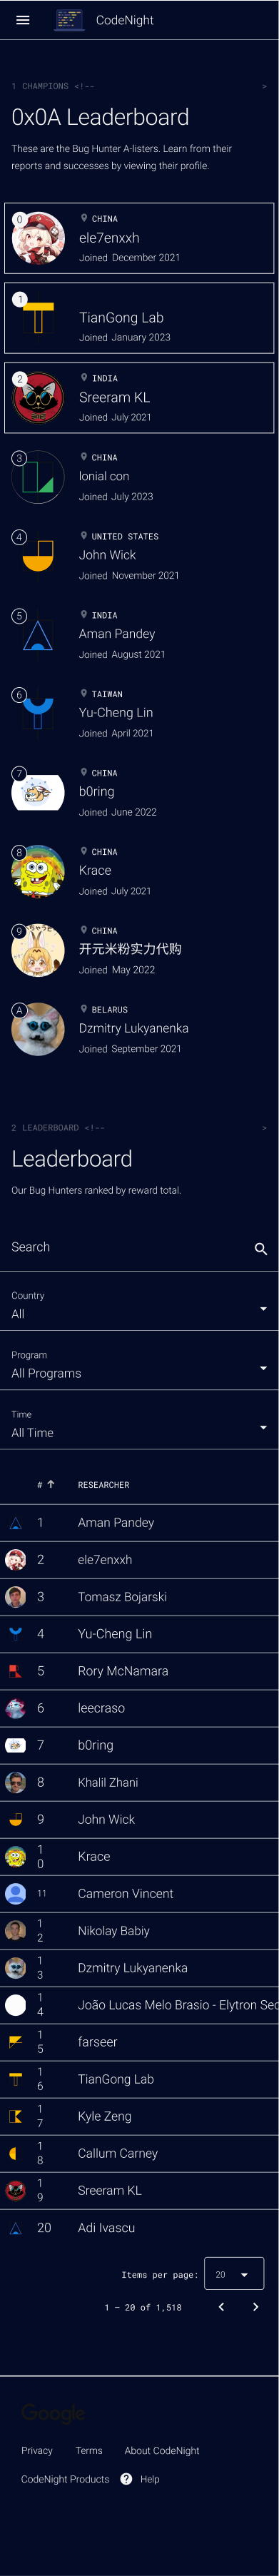 CodeNight
1 CHAMPIONS <!-- >
0x0A Leaderboard
These are the Bug Hunter A-listers. Learn from their
reports and successes by viewing their profile.
0
CHINA
ele7enxxh
Joined December 2021
1
TianGong Lab
Joined January 2023
2
INDIA
Sreeram KL
Joined July 2021
3
CHINA
lonial con
Joined July 2023
4
UNITED STATES
John Wick
Joined November 2021
5
INDIA
Aman Pandey
Joined August 2021
6
TAIWAN
Yu-Cheng Lin
Joined April 2021
7
CHINA
b0ring
Joined June 2022
8
CHINA
Krace
Joined July 2021
9
CHINA
开元米粉实力代购
Joined May 2022
A
BELARUS
Dzmitry Lukyanenka
Joined September 2021
2 LEADERBOARD <!-- >
Leaderboard
Our Bug Hunters ranked by reward total.
Search
Country
All
Program
All Programs
Time
All Time
# RESEARCHER
1 Aman Pandey
2 ele7enxxh
3 Tomasz Bojarski
4 Yu-Cheng Lin
5 Rory McNamara
6 leecraso
7 b0ring
8 Khalil Zhani
9 John Wick
10 Krace
11 Cameron Vincent
12 Nikolay Babiy
13 Dzmitry Lukyanenka
14 João Lucas Melo Brasio - Elytron Sec
15 farseer
16 TianGong Lab
17 Kyle Zeng
18 Callum Carney
19 Sreeram KL
20 Adi Ivascu
Items per page: 20
1 – 20 of 1,518
Google
Privacy Terms About CodeNight
CodeNight Products ? Help